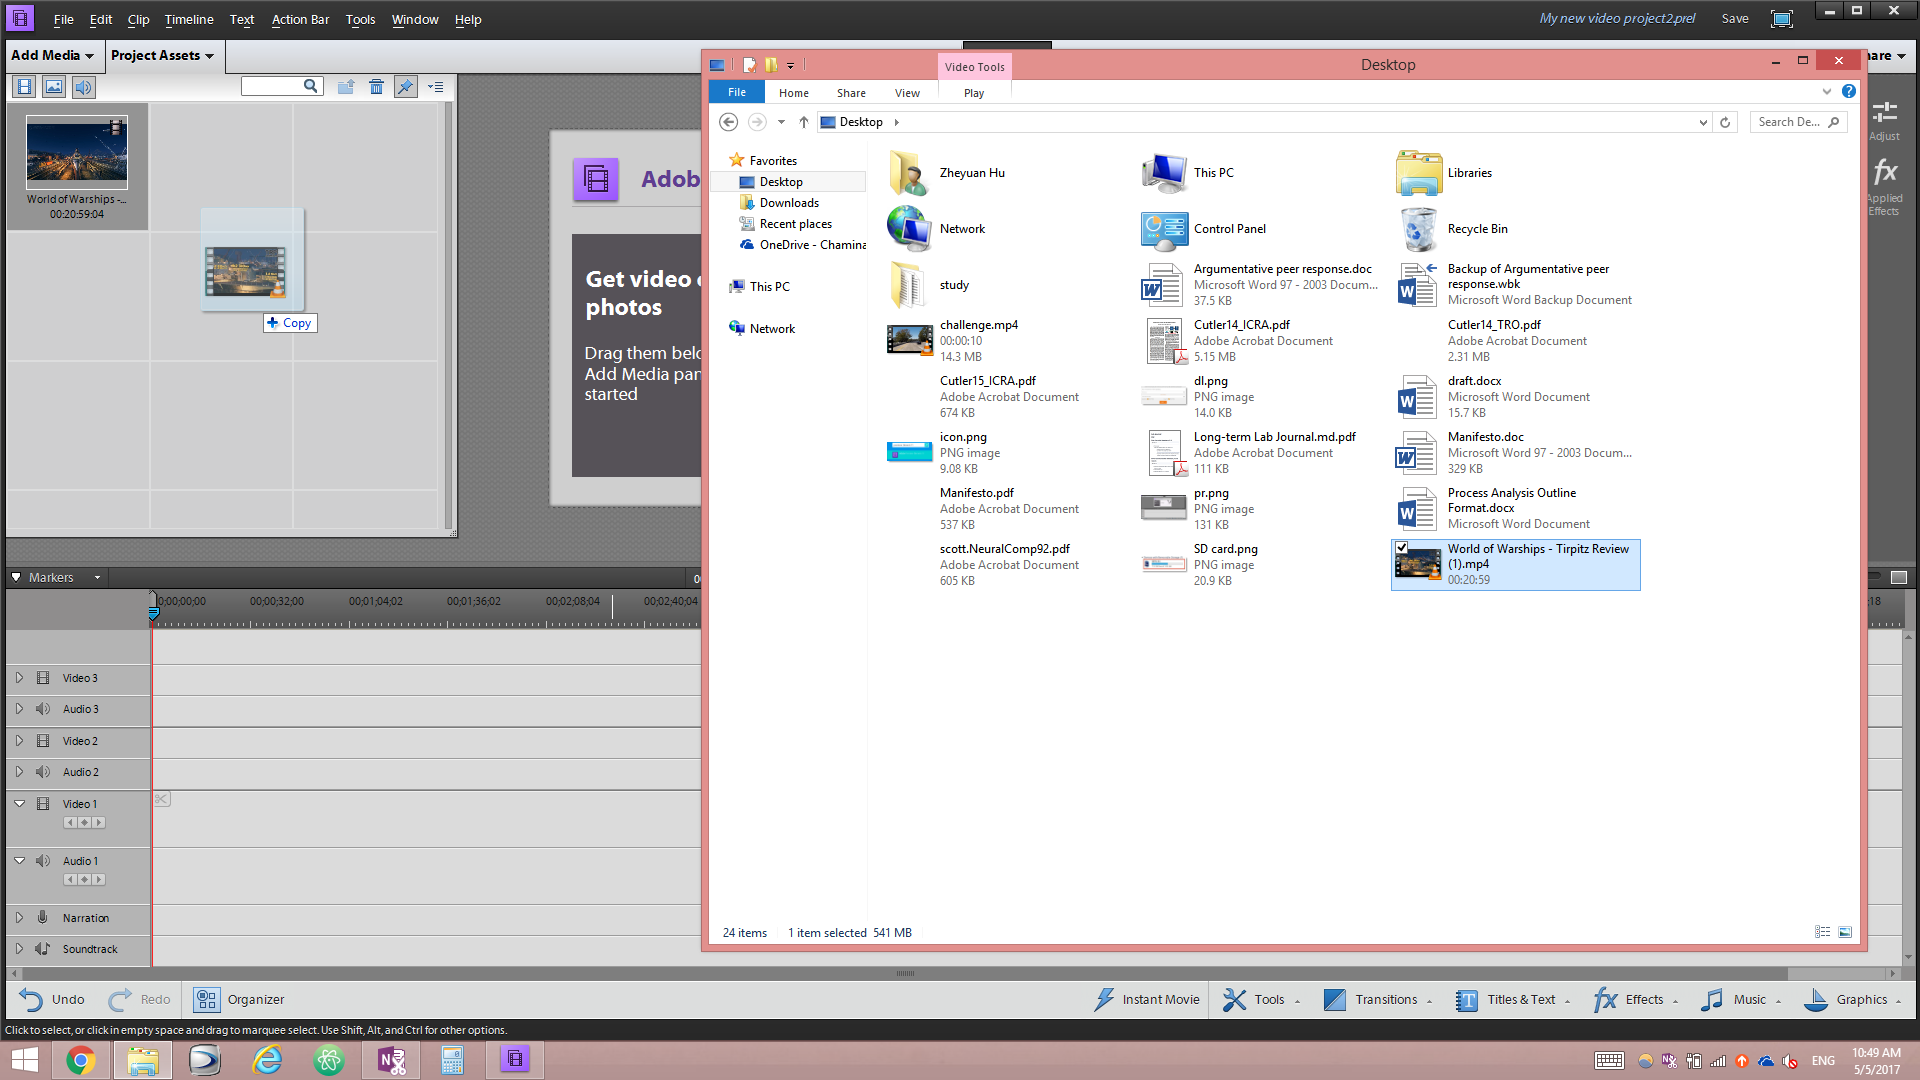 File Edit Clip Timeline Text Action Bar Tools Window Help
My new video project2.prel Save
Add Media Project Assets
World of Warships -...
00:20:59:04
Copy
Adob
Get video
photos
Drag them belo
Add Media pan
started
Adjust
Applied
Effects
Video Tools
Desktop
File Home Share View Play
Desktop
Search De...
Favorites
Desktop
Downloads
Recent places
OneDrive - Chamina
This PC
Network
Zheyuan Hu
This PC
Libraries
Network
Control Panel
Recycle Bin
study
Argumentative peer response.doc
Microsoft Word 97 - 2003 Docum...
37.5 KB
Backup of Argumentative peer
response.wbk
Microsoft Word Backup Document
challenge.mp4
00:00:10
14.3 MB
Cutler14_ICRA.pdf
Adobe Acrobat Document
5.15 MB
Cutler14_TRO.pdf
Adobe Acrobat Document
2.31 MB
Cutler15_ICRA.pdf
Adobe Acrobat Document
674 KB
dl.png
PNG image
14.0 KB
draft.docx
Microsoft Word Document
15.7 KB
icon.png
PNG image
9.08 KB
Long-term Lab Journal.md.pdf
Adobe Acrobat Document
111 KB
Manifesto.doc
Microsoft Word 97 - 2003 Docum...
329 KB
Manifesto.pdf
Adobe Acrobat Document
537 KB
pr.png
PNG image
131 KB
Process Analysis Outline
Format.docx
Microsoft Word Document
scott.NeuralComp92.pdf
Adobe Acrobat Document
605 KB
SD card.png
PNG image
20.9 KB
World of Warships - Tirpitz Review
(1).mp4
00:20:59
24 items 1 item selected 541 MB
Markers
0;00;00;00 00;00;32;00 00;01;04;02 00;01;36;02 00;02;08;04 00;02;40;04
Video 3
Audio 3
Video 2
Audio 2
Video 1
Audio 1
Narration
Soundtrack
Undo Redo Organizer Instant Movie Tools Transitions Titles & Text Effects Music Graphics
Click to select, or click in empty space and drag to marquee select. Use Shift, Alt, and Ctrl for other options.
ENG
10:49 AM
5/5/2017